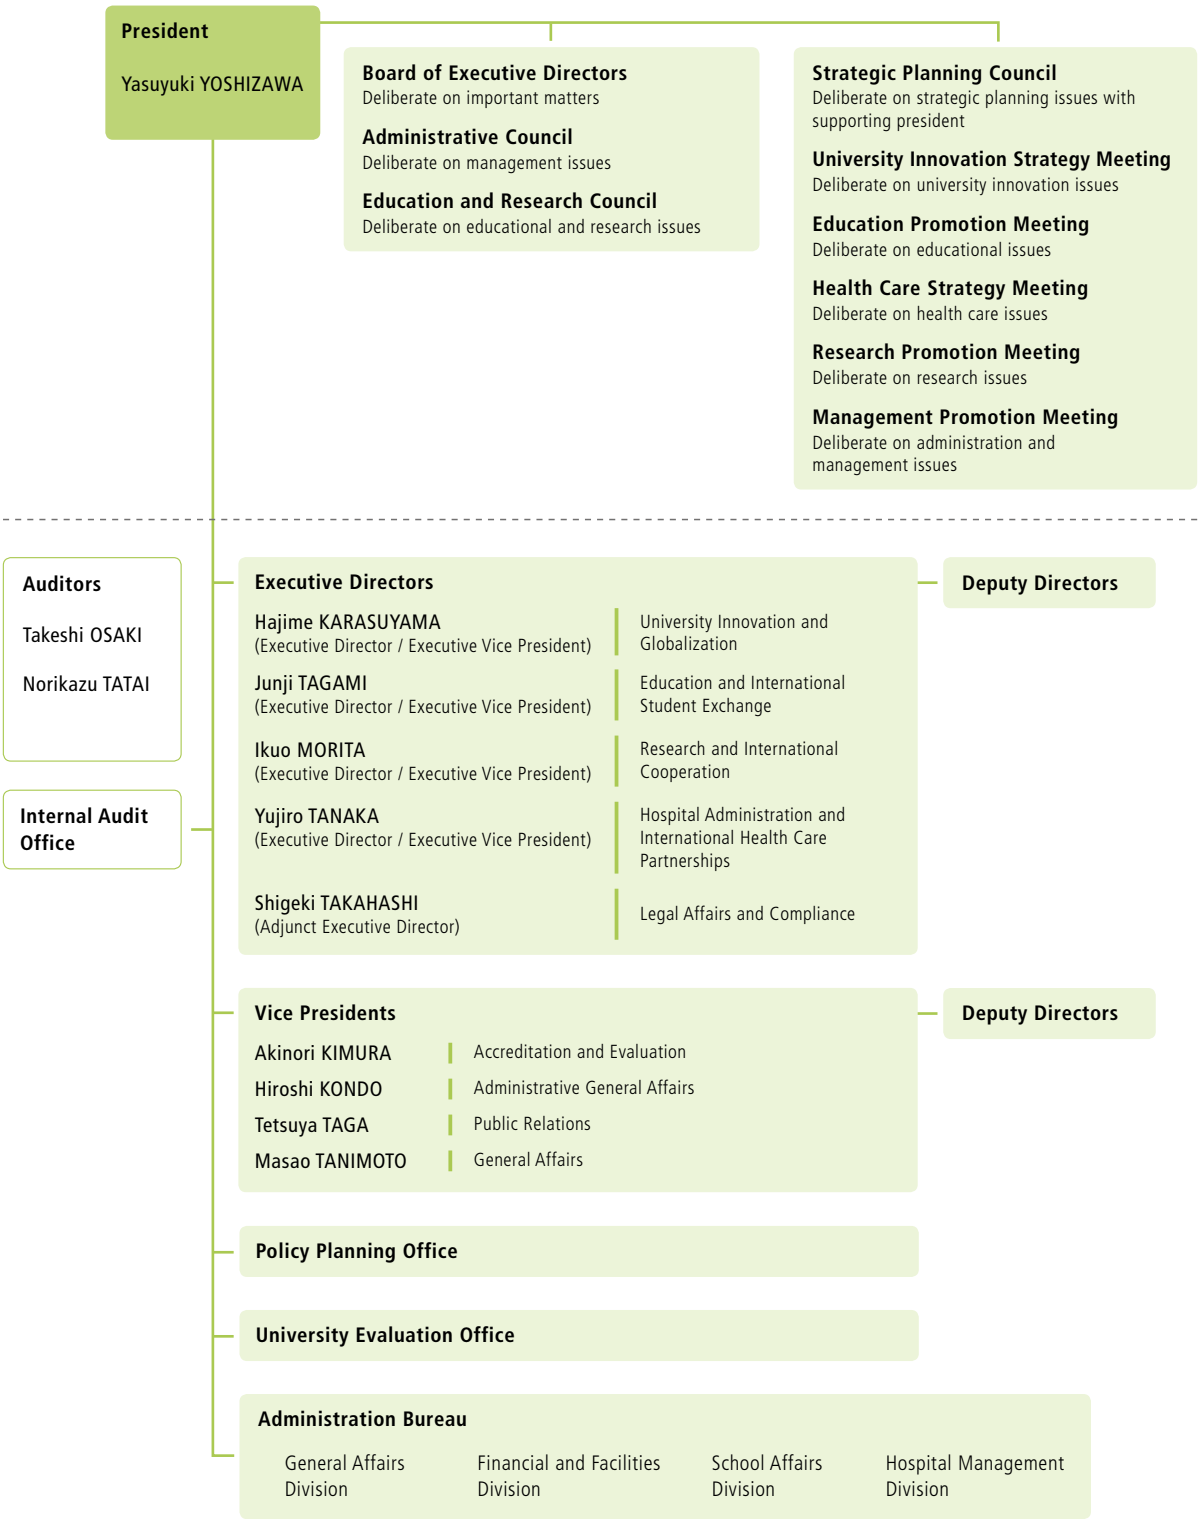 President
Yasuyuki YOSHIZAWA
Board of Executive Directors
Deliberate on important matters
Administrative Council
Deliberate on management issues
Education and Research Council
Deliberate on educational and research issues
Strategic Planning Council
Deliberate on strategic planning issues with
supporting president
University Innovation Strategy Meeting
Deliberate on university innovation issues
Education Promotion Meeting
Deliberate on educational issues
Health Care Strategy Meeting
Deliberate on health care issues
Research Promotion Meeting
Deliberate on research issues
Management Promotion Meeting
Deliberate on administration and
management issues
Auditors
Takeshi OSAKI
Norikazu TATAI
Internal Audit
Office
Executive Directors
Hajime KARASUYAMA
(Executive Director / Executive Vice President)
University Innovation and
Globalization
Junji TAGAMI
(Executive Director / Executive Vice President)
Education and International
Student Exchange
Ikuo MORITA
(Executive Director / Executive Vice President)
Research and International
Cooperation
Yujiro TANAKA
(Executive Director / Executive Vice President)
Hospital Administration and
International Health Care
Partnerships
Shigeki TAKAHASHI
(Adjunct Executive Director)
Legal Affairs and Compliance
Deputy Directors
Vice Presidents
Akinori KIMURA
Accreditation and Evaluation
Hiroshi KONDO
Administrative General Affairs
Tetsuya TAGA
Public Relations
Masao TANIMOTO
General Affairs
Deputy Directors
Policy Planning Office
University Evaluation Office
Administration Bureau
General Affairs
Division
Financial and Facilities
Division
School Affairs
Division
Hospital Management
Division